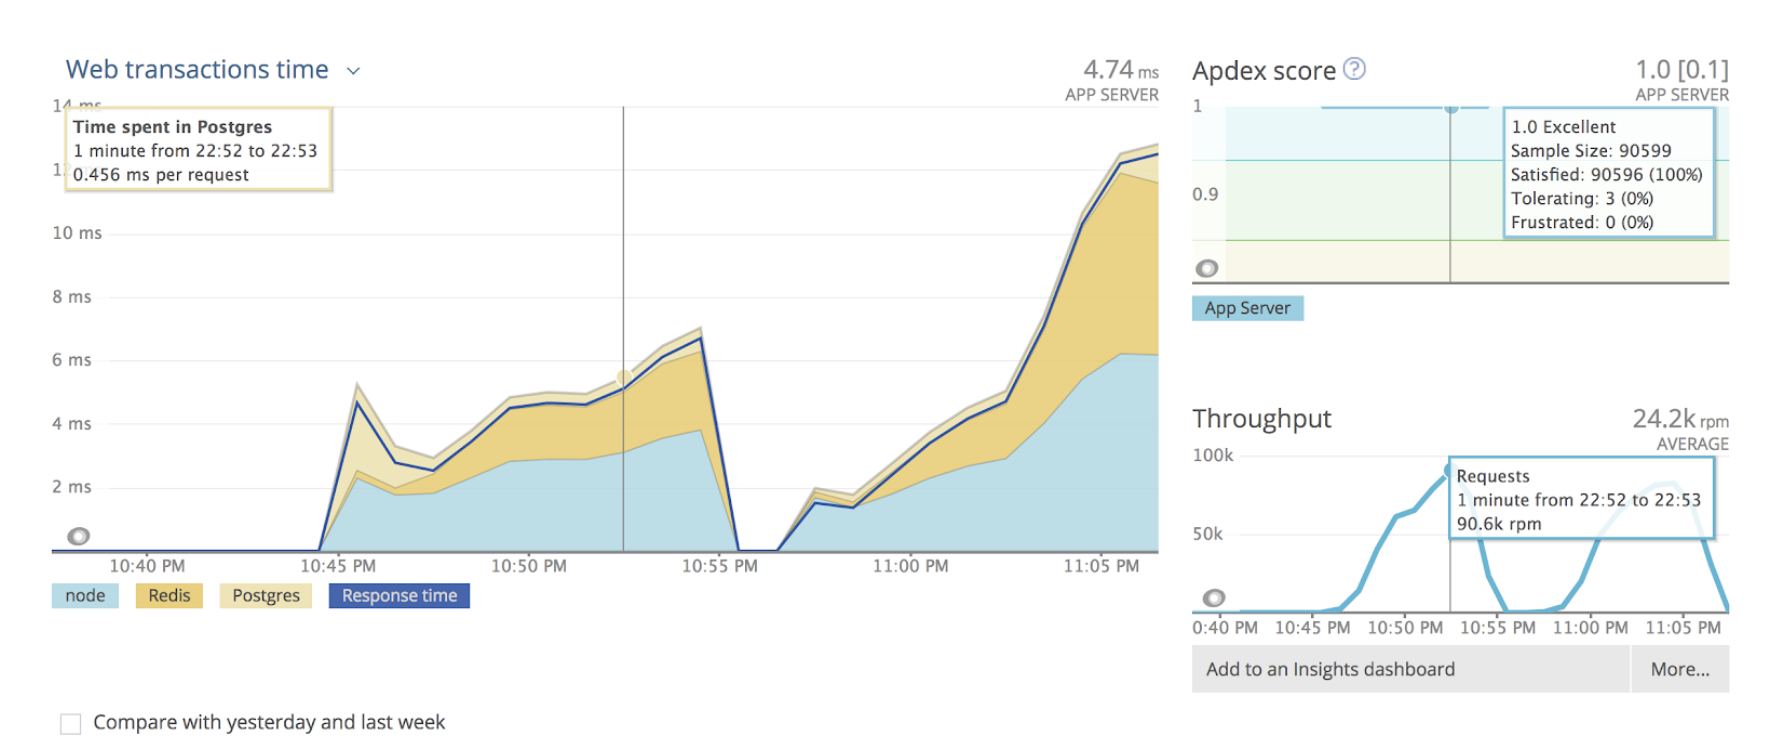 Web transactions time
4.74 ms
APP SERVER
14 ms
Time spent in Postgres
1 minute from 22:52 to 22:53
0.456 ms per request
10 ms
8 ms
6 ms
4 ms
2 ms
10:40 PM 10:45 PM 10:50 PM 10:55 PM 11:00 PM 11:05 PM
node Redis Postgres Response time
Compare with yesterday and last week
Apdex score ?
1.0 [0.1]
APP SERVER
1
0.9
1.0 Excellent
Sample Size: 90599
Satisfied: 90596 (100%)
Tolerating: 3 (0%)
Frustrated: 0 (0%)
App Server
Throughput
24.2k rpm
AVERAGE
100k
50k
Requests
1 minute from 22:52 to 22:53
90.6k rpm
0:40 PM 10:45 PM 10:50 PM 10:55 PM 11:00 PM 11:05 PM
Add to an Insights dashboard More...